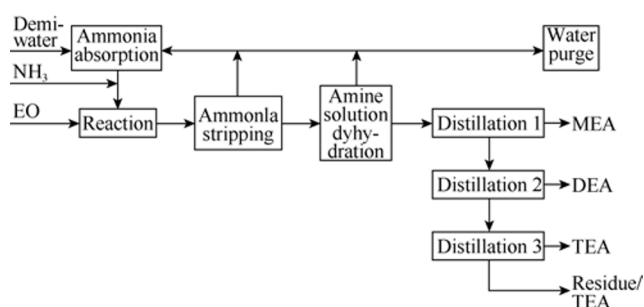 Demi-
water
Ammonia
absorption
Water
purge
NH₃
EO
Reaction
Ammonla
stripping
Amine
solution
dyhy-
dration
Distillation 1
MEA
Distillation 2
DEA
Distillation 3
TEA
Residue/
TEA